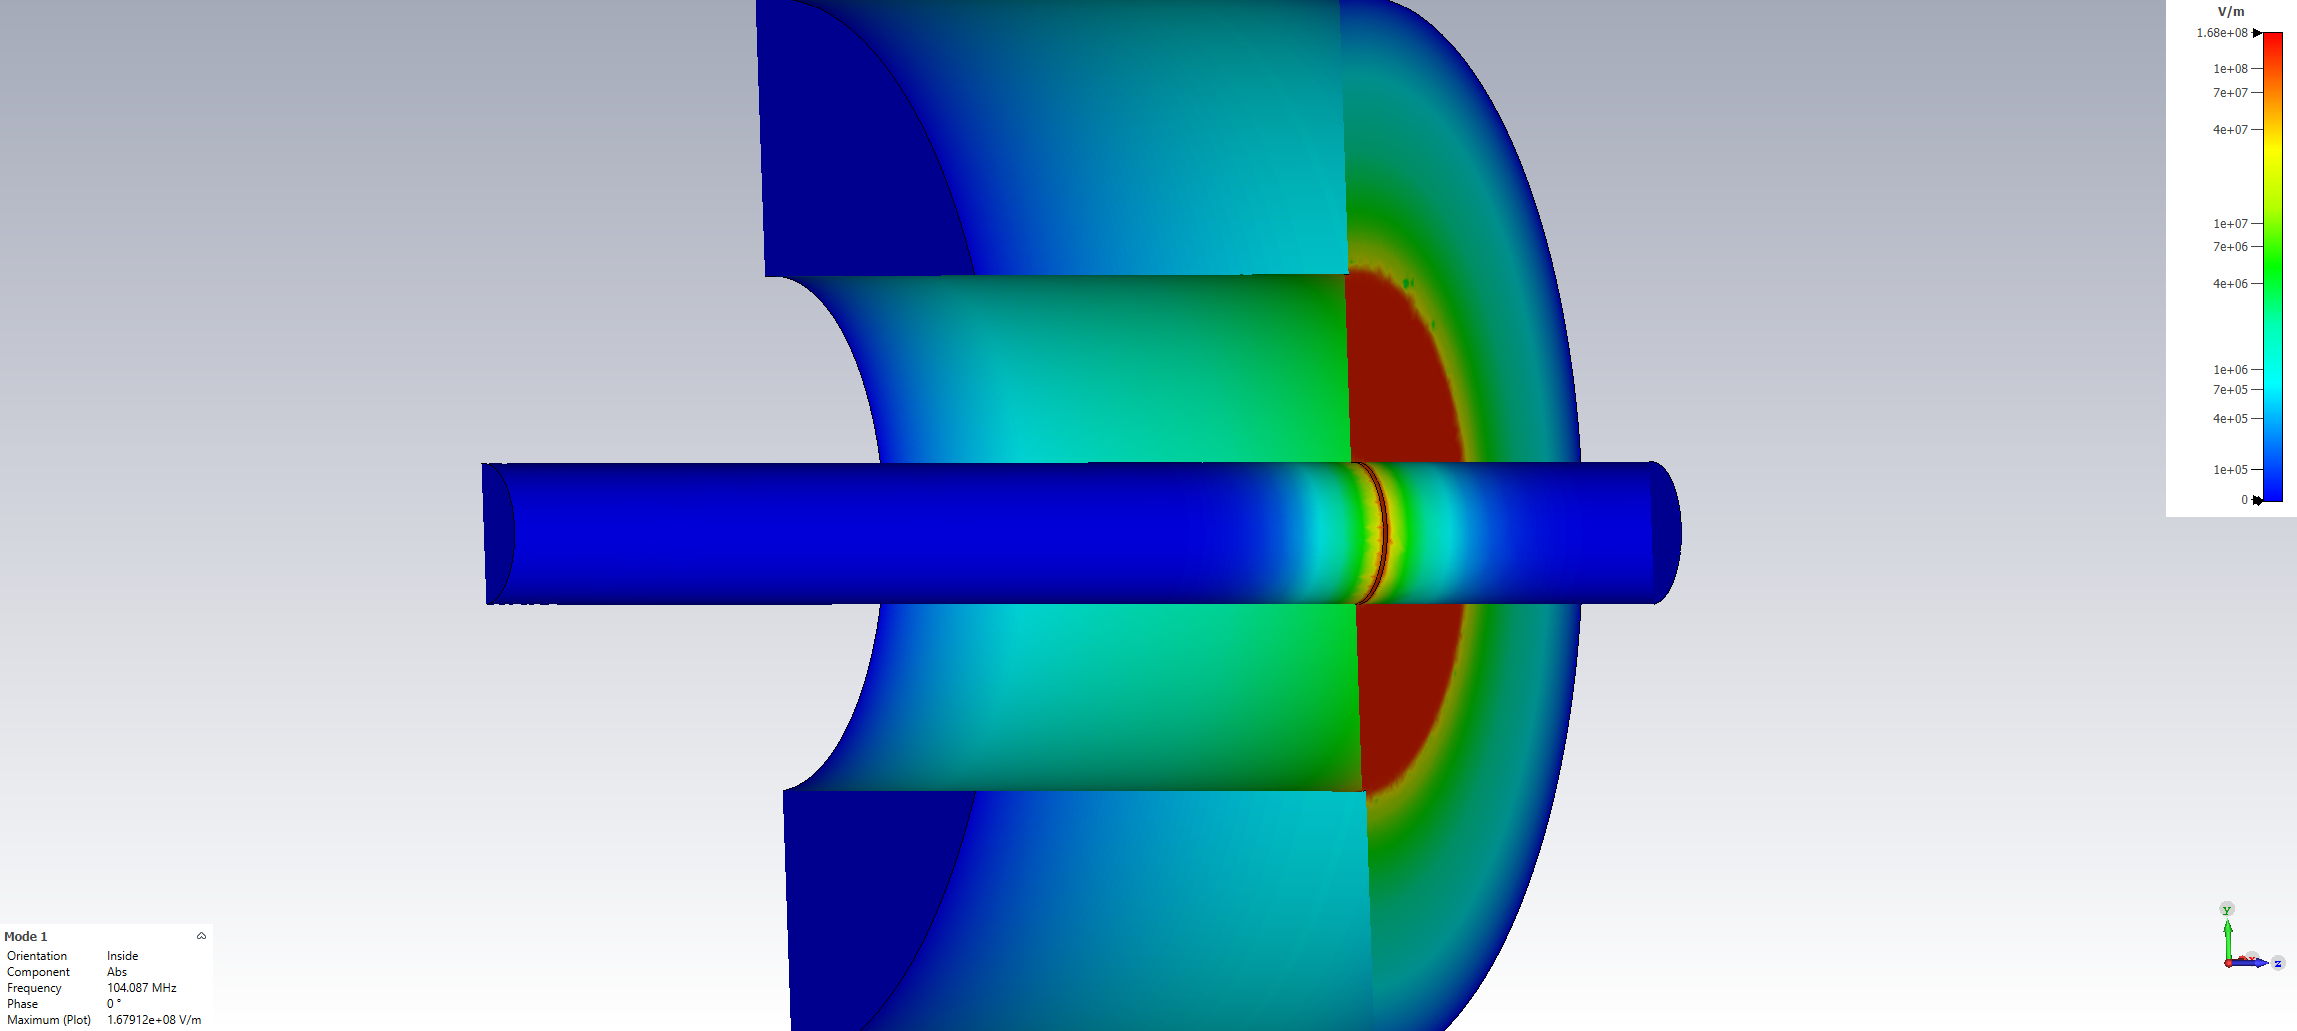 V/m
1.68e+08
1e+08
7e+07
4e+07
1e+07
7e+06
4e+06
1e+06
7e+05
4e+05
1e+05
0
Mode 1
Orientation Inside
Component Abs
Frequency 104.087 MHz
Phase 0 °
Maximum (Plot) 1.67912e+08 V/m
Y
x
z